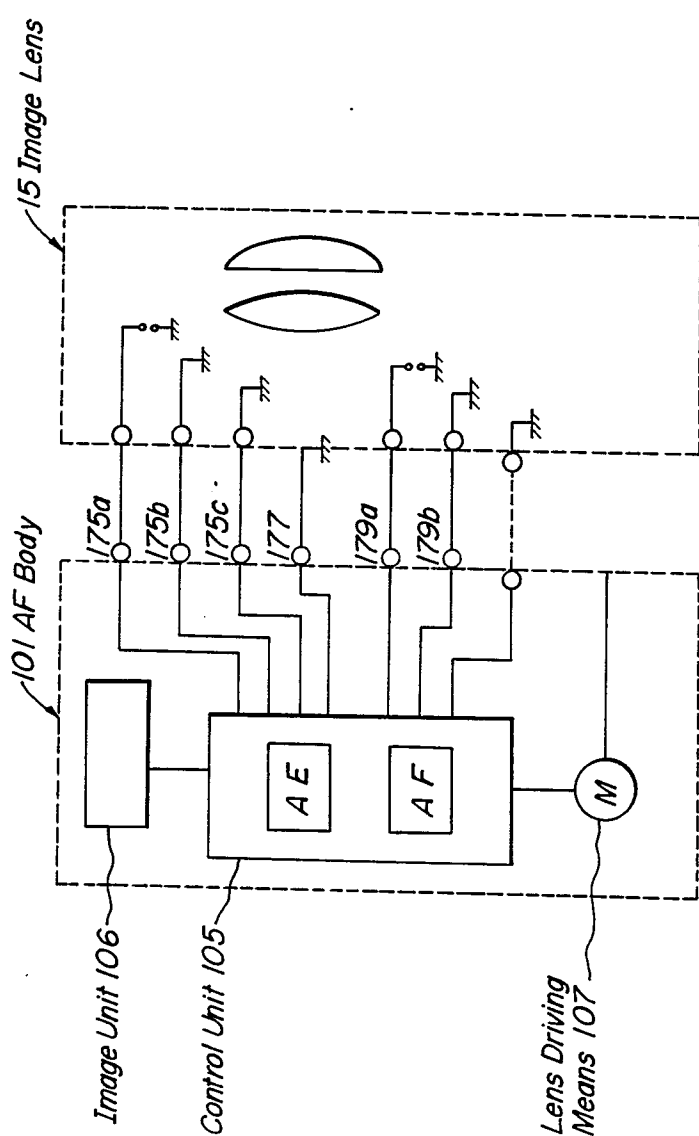 15 Image Lens
101 AF Body
175a
175b
175c
177
179a
179b
Image Unit 106
Control Unit 105
AE
AF
M
Lens Driving
Means 107